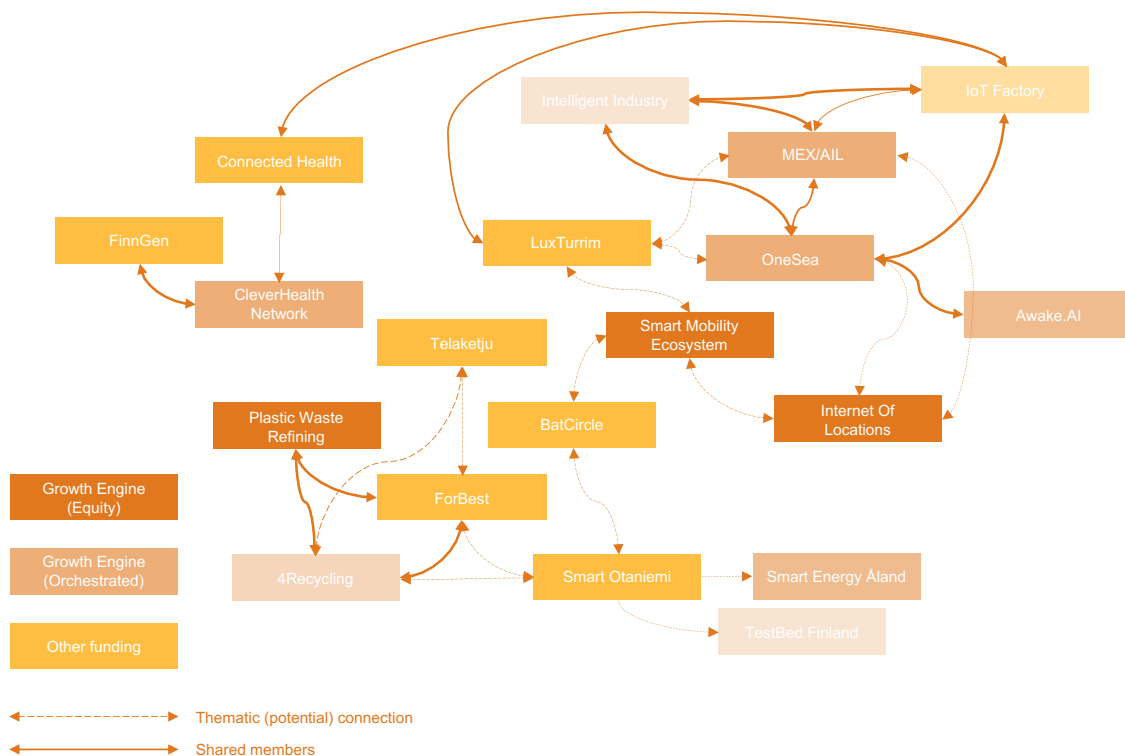 IoT Factory
Intelligent Industry
MEX/AIL
Connected Health
FinnGen
LuxTurrim
OneSea
CleverHealth
Network
Awake.AI
Smart Mobility
Ecosystem
Telaketju
Plastic Waste
Refining
BatCircle
Internet Of
Locations
Growth Engine
(Equity)
ForBest
Growth Engine
(Orchestrated)
4Recycling
Smart Otaniemi
Smart Energy Åland
TestBed Finland
Other funding
Thematic (potential) connection
Shared members